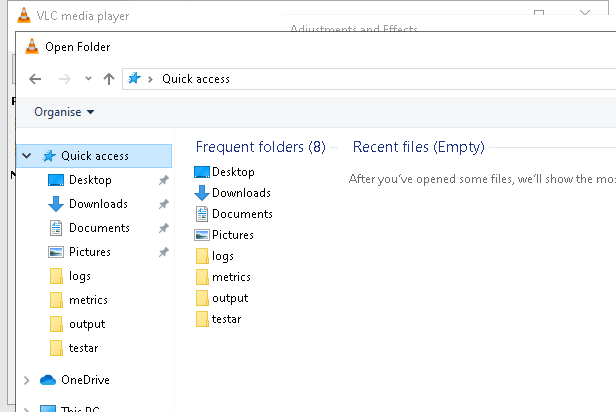 VLC media player
Adjustments and Effects
Open Folder
Quick access
Organise
Quick access
Desktop
Downloads
Documents
Pictures
logs
metrics
output
testar
OneDrive
This PC
Frequent folders (8)
Desktop
Downloads
Documents
Pictures
logs
metrics
output
testar
Recent files (Empty)
After you've opened some files, we'll show the mos